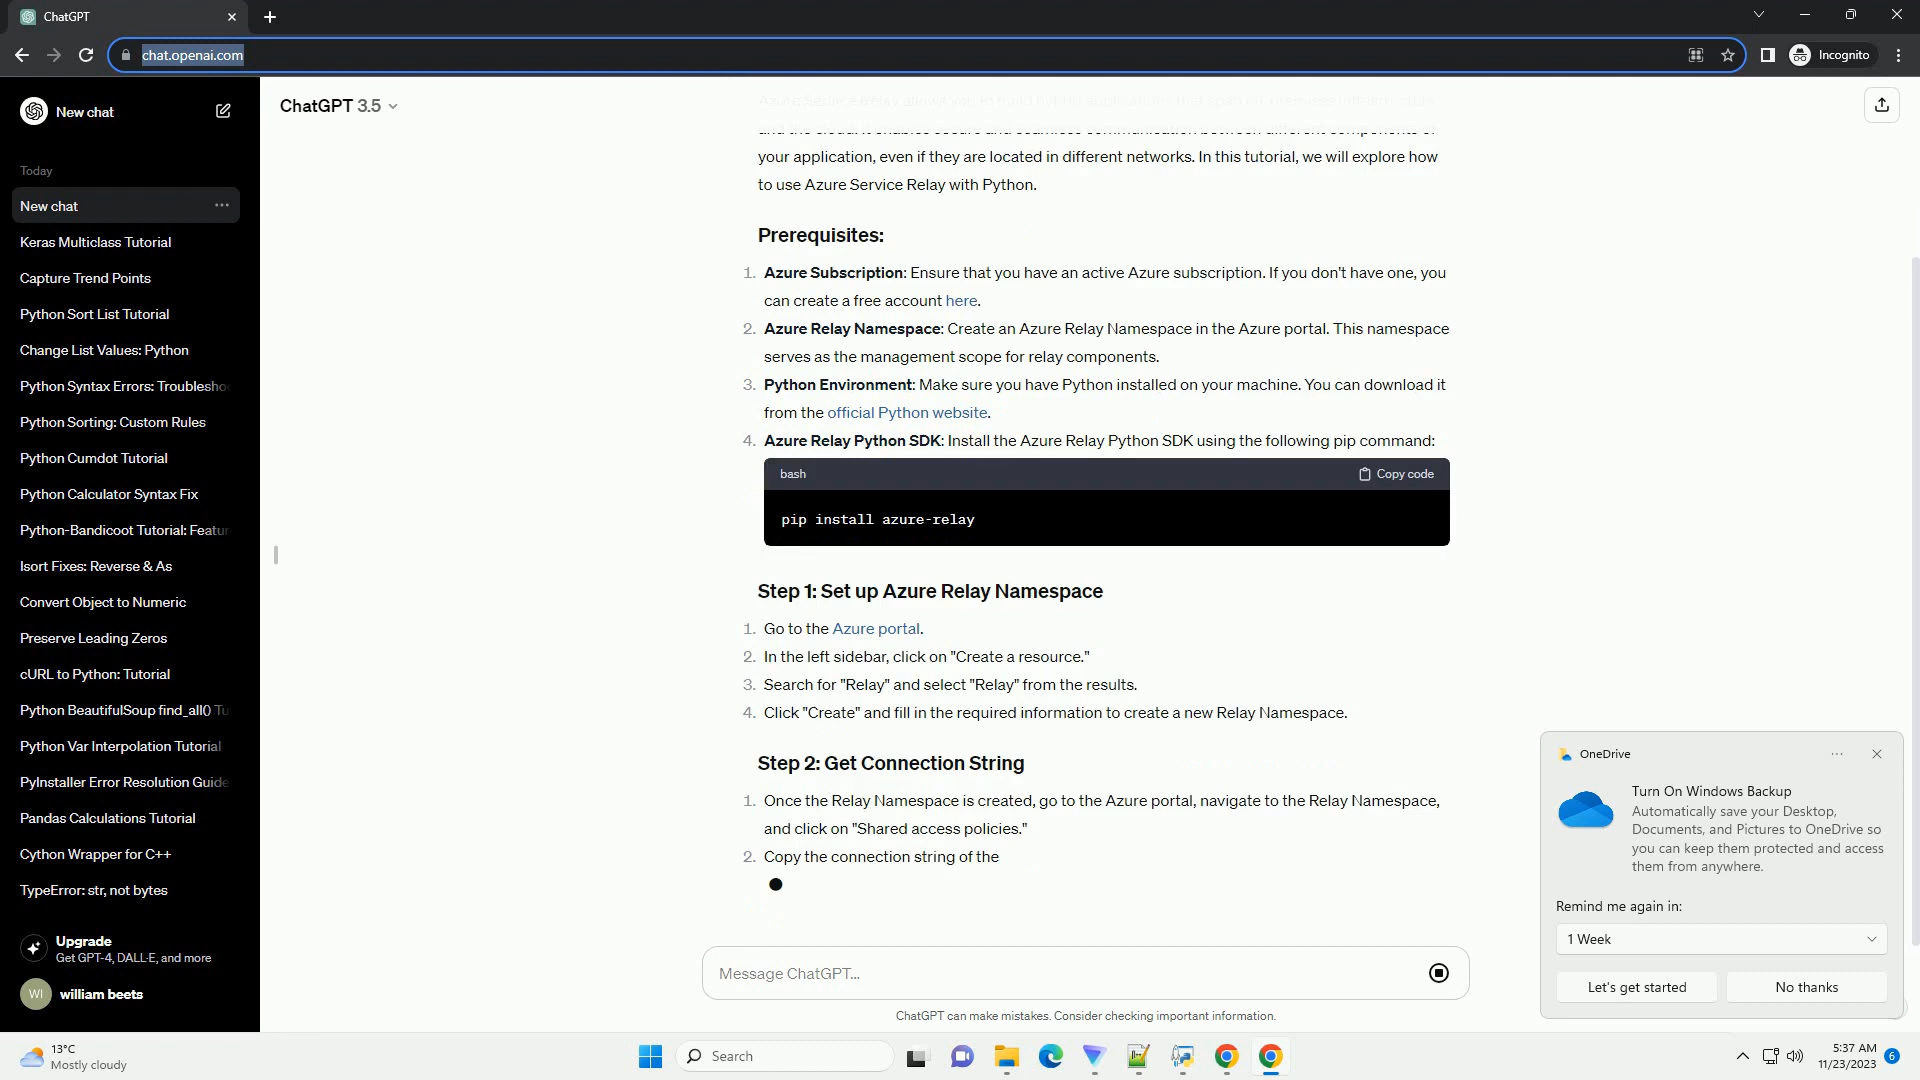 ChatGPT
chat.openai.com
Incognito
New chat
Today
New chat
Keras Multiclass Tutorial
Capture Trend Points
Python Sort List Tutorial
Change List Values: Python
Python Syntax Errors: Troublesho
Python Sorting: Custom Rules
Python Cumdot Tutorial
Python Calculator Syntax Fix
Python-Bandicoot Tutorial: Featur
Isort Fixes: Reverse & As
Convert Object to Numeric
Preserve Leading Zeros
cURL to Python: Tutorial
Python BeautifulSoup find_all() Tu
Python Var Interpolation Tutorial
PyInstaller Error Resolution Guide
Pandas Calculations Tutorial
Cython Wrapper for C++
TypeError: str, not bytes
Upgrade
Get GPT-4, DALL·E, and more
WI
william beets
ChatGPT 3.5
and the cloud. It enables secure and seamless communication between different components of
your application, even if they are located in different networks. In this tutorial, we will explore how
to use Azure Service Relay with Python.
Prerequisites:
1. Azure Subscription: Ensure that you have an active Azure subscription. If you don't have one, you
can create a free account here.
2. Azure Relay Namespace: Create an Azure Relay Namespace in the Azure portal. This namespace
serves as the management scope for relay components.
3. Python Environment: Make sure you have Python installed on your machine. You can download it
from the official Python website.
4. Azure Relay Python SDK: Install the Azure Relay Python SDK using the following pip command:
bash
Copy code
pip install azure-relay
Step 1: Set up Azure Relay Namespace
1. Go to the Azure portal.
2. In the left sidebar, click on "Create a resource."
3. Search for "Relay" and select "Relay" from the results.
4. Click "Create" and fill in the required information to create a new Relay Namespace.
Step 2: Get Connection String
1. Once the Relay Namespace is created, go to the Azure portal, navigate to the Relay Namespace,
and click on "Shared access policies."
2. Copy the connection string of the
Message ChatGPT...
ChatGPT can make mistakes. Consider checking important information.
OneDrive
Turn On Windows Backup
Automatically save your Desktop,
Documents, and Pictures to OneDrive so
you can keep them protected and access
them from anywhere.
Remind me again in:
1 Week
Let's get started
No thanks
13°C
Mostly cloudy
Search
5:37 AM
11/23/2023
6